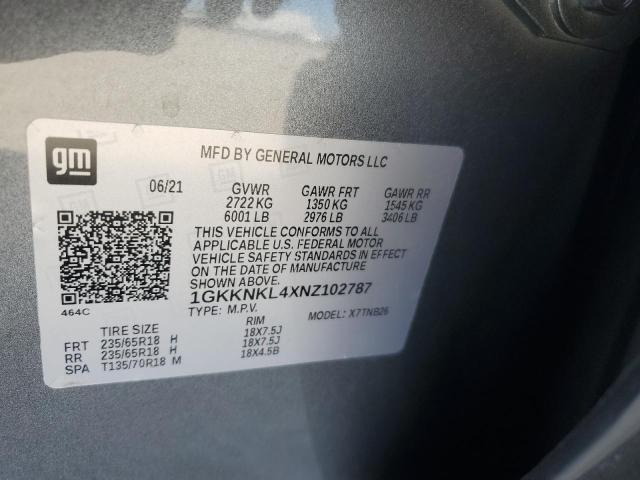 gm
MFD BY GENERAL MOTORS LLC
06/21 GVWR GAWR FRT GAWR RR
2722 KG 1350 KG 1545 KG
6001 LB 2976 LB 3406 LB
THIS VEHICLE CONFORMS TO ALL
APPLICABLE U.S. FEDERAL MOTOR
VEHICLE SAFETY STANDARDS IN EFFECT
ON THE DATE OF MANUFACTURE
SHOWN ABOVE.
1GKKNKL4XNZ102787
464C TYPE: M.P.V. MODEL: X7TNB26
TIRE SIZE RIM
FRT 235/65R18 H 18X7.5J
RR 235/65R18 H 18X7.5J
SPA T135/70R18 M 18X4.5B